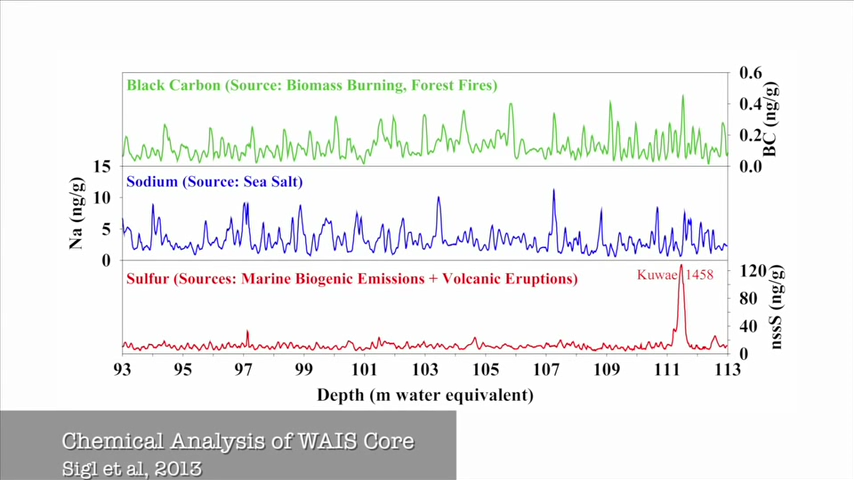 Black Carbon (Source: Biomass Burning, Forest Fires)
0.6
0.4
0.2
0.0
BC (ng/g)
Sodium (Source: Sea Salt)
15
10
5
0
Na (ng/g)
Sulfur (Sources: Marine Biogenic Emissions + Volcanic Eruptions)
Kuwae 1458
120
80
40
0
nssS (ng/g)
93 95 97 99 101 103 105 107 109 111 113
Depth (m water equivalent)
Chemical Analysis of WAIS Core
Sigl et al, 2013